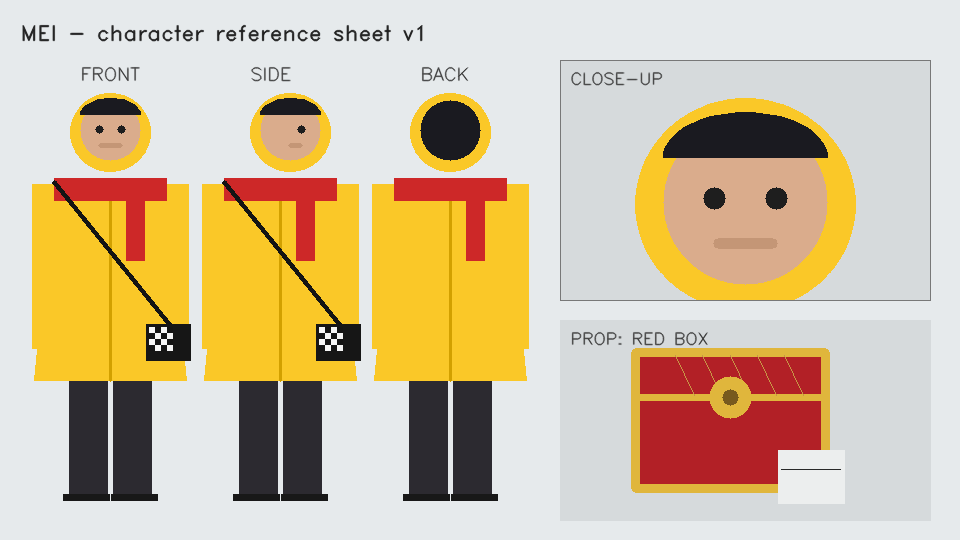 MEI – character reference sheet v1
FRONT
SIDE
BACK
CLOSE–UP
PROP: RED BOX